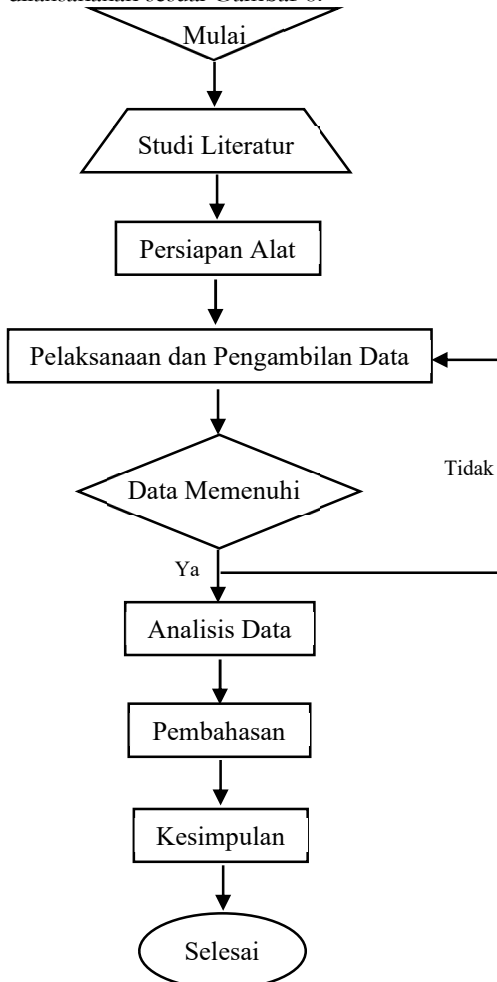 Mulai
Studi Literatur
Persiapan Alat
Pelaksanaan dan Pengambilan Data
Data Memenuhi
Tidak
Ya
Analisis Data
Pembahasan
Kesimpulan
Selesai